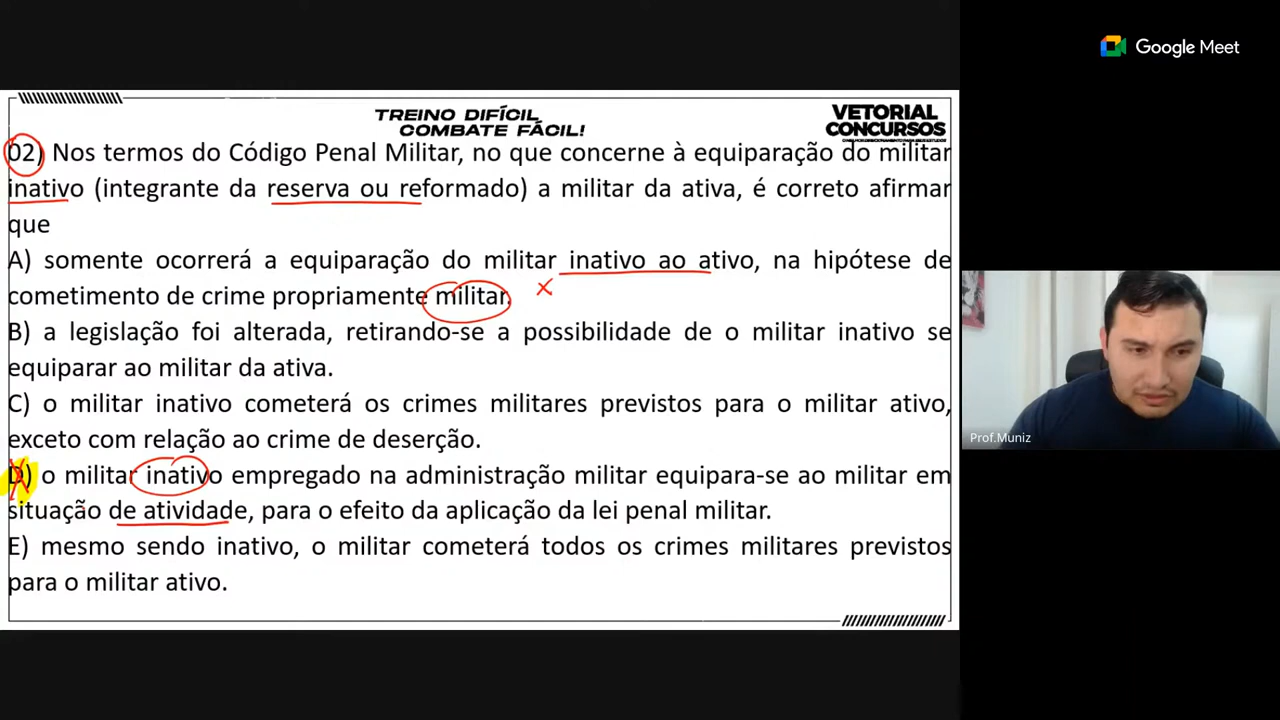 Google Meet
TREINO DIFÍCIL
COMBATE FÁCIL!
VETORIAL
CONCURSOS
02) Nos termos do Código Penal Militar, no que concerne à equiparação do militar
inativo (integrante da reserva ou reformado) a militar da ativa, é correto afirmar
que
A) somente ocorrerá a equiparação do militar inativo ao ativo, na hipótese de
cometimento de crime propriamente militar.
B) a legislação foi alterada, retirando-se a possibilidade de o militar inativo se
equiparar ao militar da ativa.
C) o militar inativo cometerá os crimes militares previstos para o militar ativo,
exceto com relação ao crime de deserção.
D) o militar inativo empregado na administração militar equipara-se ao militar em
situação de atividade, para o efeito da aplicação da lei penal militar.
E) mesmo sendo inativo, o militar cometerá todos os crimes militares previstos
para o militar ativo.
Prof.Muniz